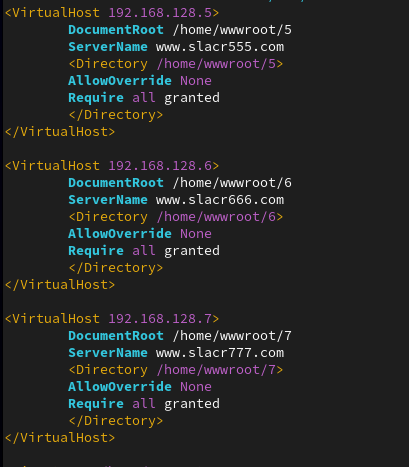 <VirtualHost 192.168.128.5>
        DocumentRoot /home/wwwroot/5
        ServerName www.slacr555.com
        <Directory /home/wwwroot/5>
        AllowOverride None
        Require all granted
        </Directory>
</VirtualHost>

<VirtualHost 192.168.128.6>
        DocumentRoot /home/wwwroot/6
        ServerName www.slacr666.com
        <Directory /home/wwwroot/6>
        AllowOverride None
        Require all granted
        </Directory>
</VirtualHost>

<VirtualHost 192.168.128.7>
        DocumentRoot /home/wwwroot/7
        ServerName www.slacr777.com
        <Directory /home/wwwroot/7>
        AllowOverride None
        Require all granted
        </Directory>
</VirtualHost>